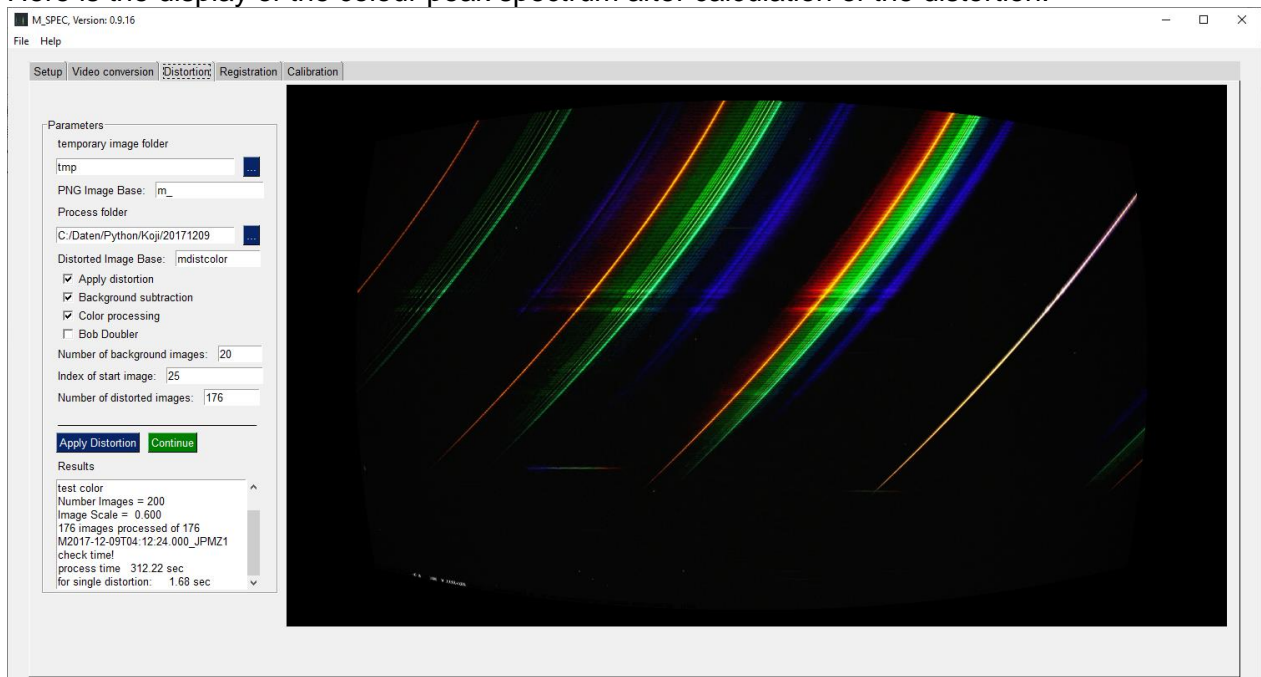 Here is the display of the colour peak spectrum after calculation of the distortion:
M_SPEC, Version: 0.9.16
File Help
Setup Video conversion Distortion Registration Calibration
Parameters
temporary image folder
tmp ...
PNG Image Base: m_
Process folder
C:/Daten/Python/Koji/20171209 ...
Distorted Image Base: mdistcolor
Apply distortion
Background subtraction
Color processing
Bob Doubler
Number of background images: 20
Index of start image: 25
Number of distorted images: 176
Apply Distortion Continue
Results
test color
Number Images = 200
Image Scale = 0.600
176 images processed of 176
M2017-12-09T04:12:24.000_JPMZ1
check time!
process time 312.22 sec
for single distortion: 1.68 sec